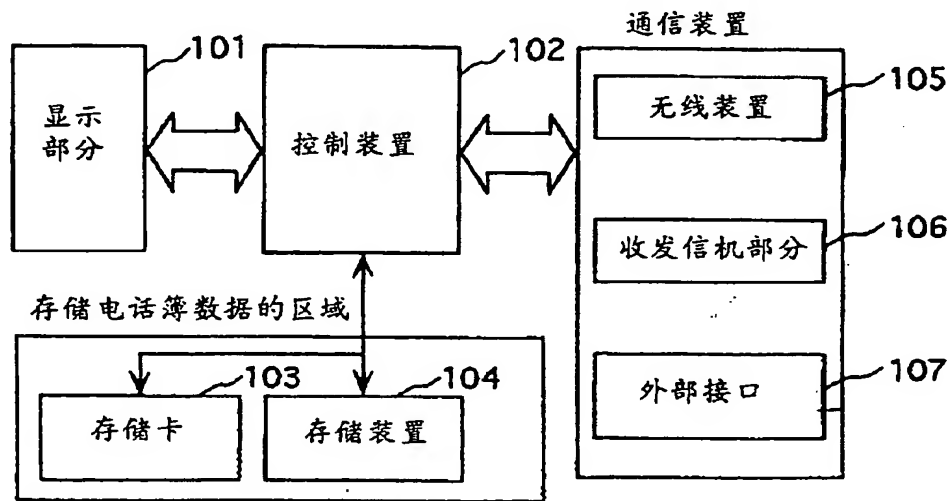 通信装置
101
显示
部分
102
控制装置
105
无线装置
106
收发信机部分
107
外部接口
存储电话簿数据的区域
103
存储卡
104
存储装置